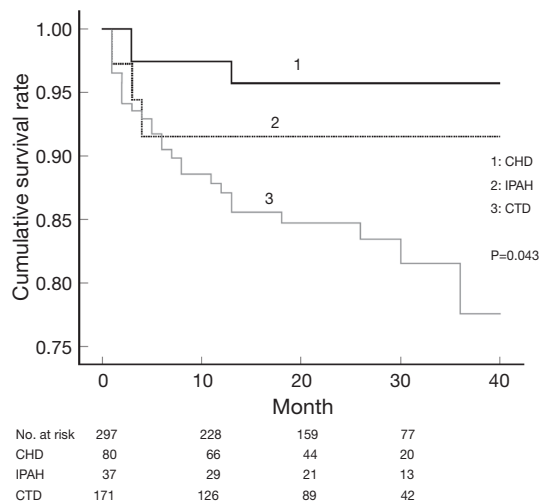 1.00
0.95
0.90
0.85
0.80
0.75
Cumulative survival rate
1
2
3
1: CHD
2: IPAH
3: CTD
P=0.043
0 10 20 30 40
Month
No. at risk 297 228 159 77
CHD 80 66 44 20
IPAH 37 29 21 13
CTD 171 126 89 42